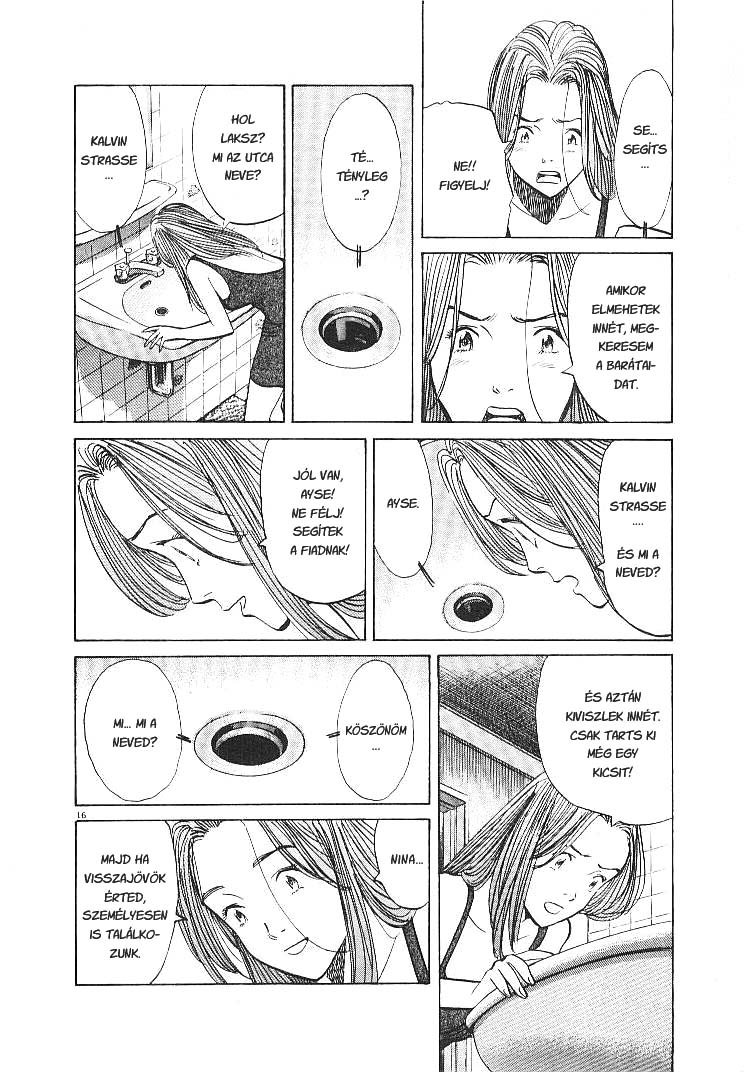 SE...
SEGÍTS
...
NE!!
FIGYELJ!
AMIKOR
ELMEHETEK
INNÉT, MEG-
KERESEM
A BARÁTAI-
DAT.
TÉ...
TÉNYLEG
...?
HOL
LAKSZ?
MI AZ UTCA
NEVE?
KALVIN
STRASSE
...
KALVIN
STRASSE
....
ÉS MI A
NEVED?
AYSE.
JÓL VAN,
AYSE!
NE FÉLJ!
SEGÍTEK
A FIADNAK!
ÉS AZTÁN
KIVISZLEK INNÉT.
CSAK TARTS KI
MÉG EGY
KICSIT!
KÖSZÖNÖM
...
MI... MI A
NEVED?
16
NINA...
MAJD HA
VISSZAJÖVÖK
ÉRTED,
SZEMÉLYESEN
IS TALÁLKO-
ZUNK.